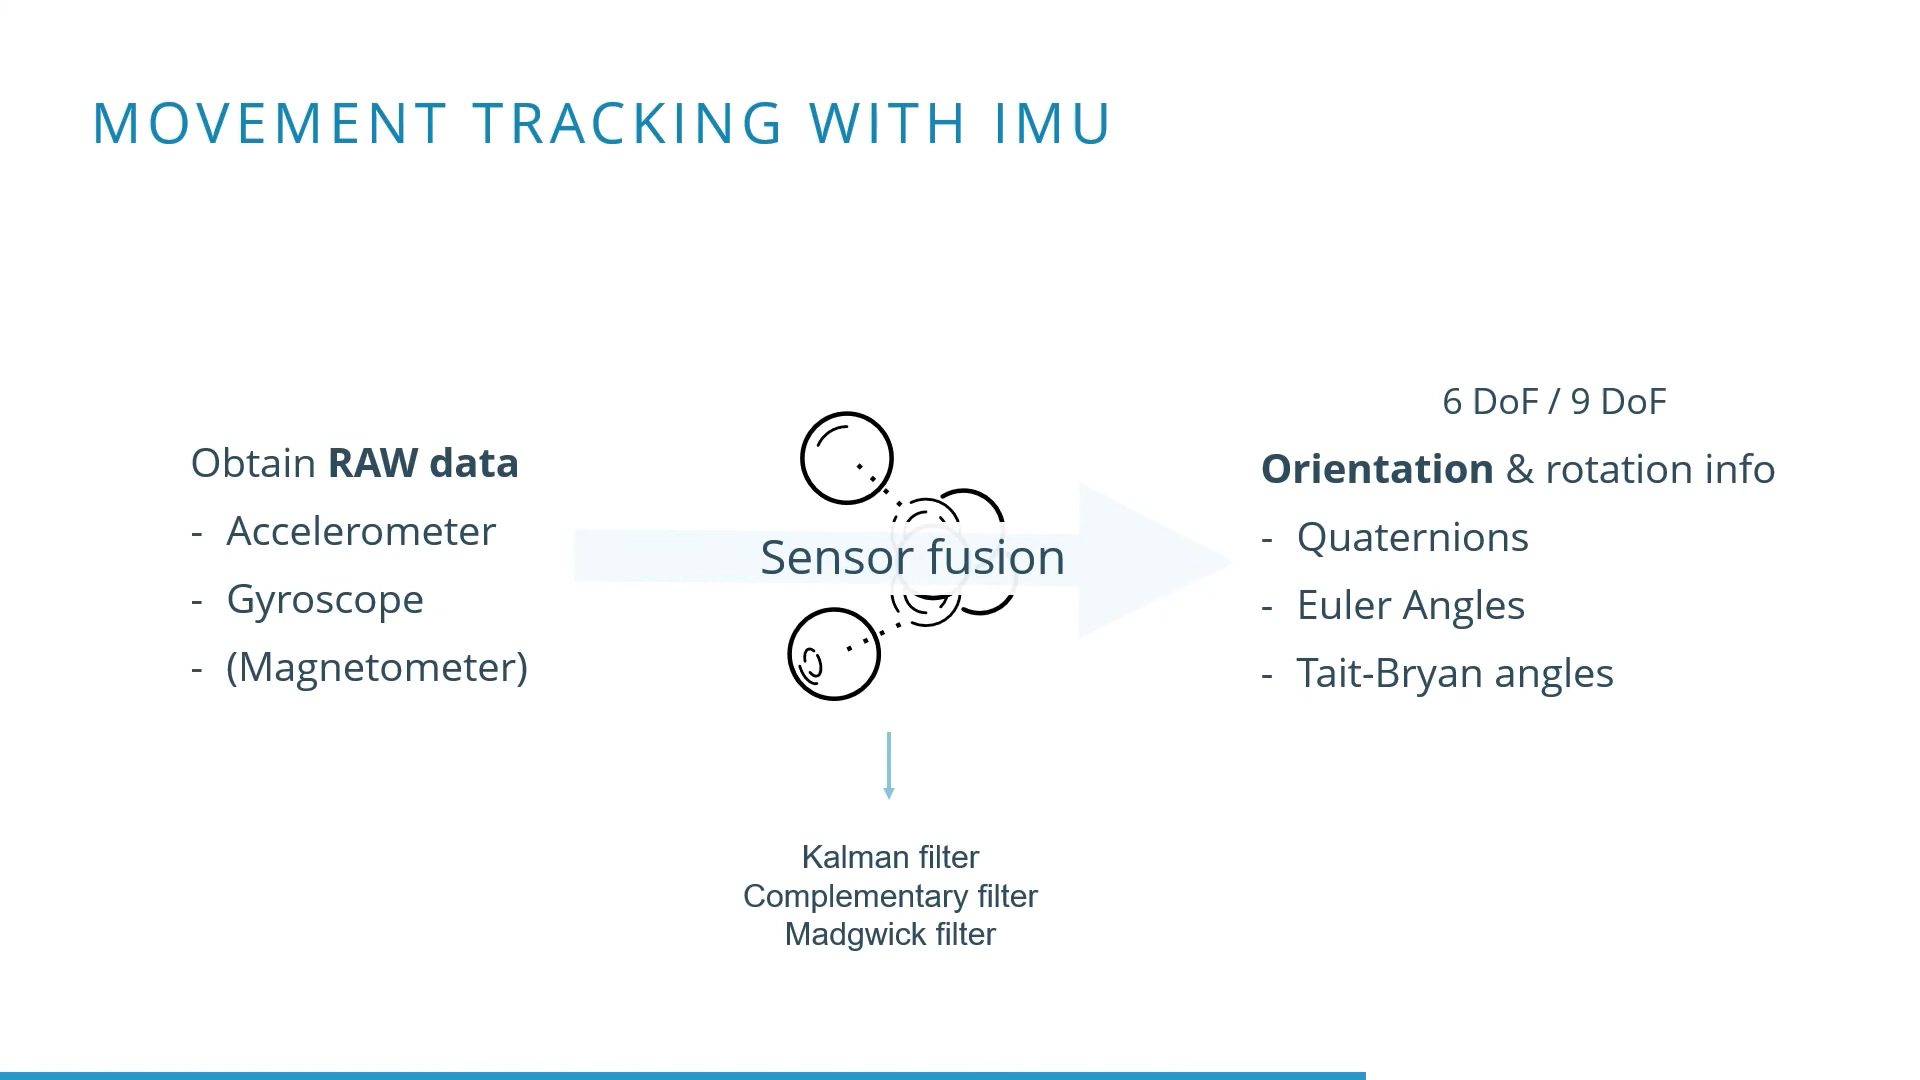 MOVEMENT TRACKING WITH IMU
Obtain RAW data
- Accelerometer
- Gyroscope
- (Magnetometer)
Sensor fusion
Kalman filter
Complementary filter
Madgwick filter
6 DoF / 9 DoF
Orientation & rotation info
- Quaternions
- Euler Angles
- Tait-Bryan angles